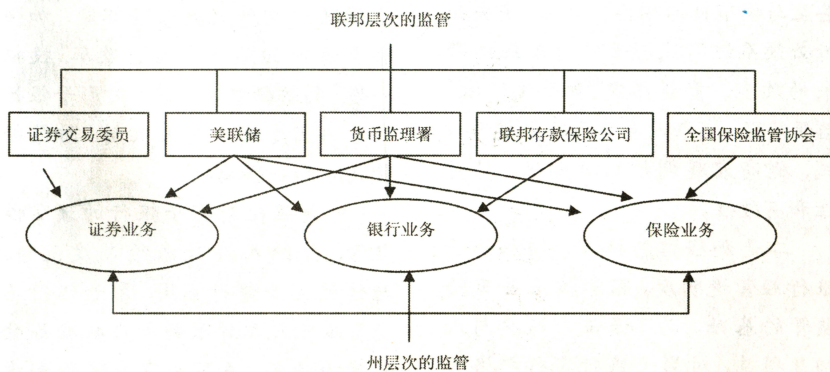 联邦层次的监管
证券交易委员
美联储
货币监理署
联邦存款保险公司
全国保险监管协会
证券业务
银行业务
保险业务
州层次的监管